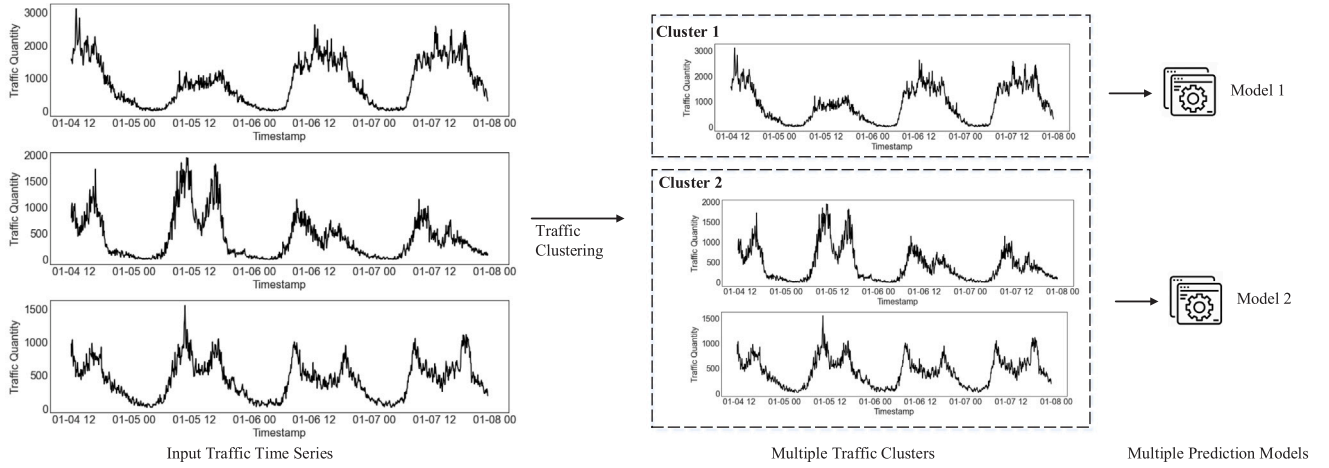 3000
2000
1000
0
Traffic Quantity
01-04 12 01-05 00 01-05 12 01-06 00 01-06 12 01-07 00 01-07 12 01-08 00
Timestamp
2000
1500
1000
500
0
Traffic Quantity
01-04 12 01-05 00 01-05 12 01-06 00 01-06 12 01-07 00 01-07 12 01-08 00
Timestamp
1500
1000
500
0
Traffic Quantity
01-04 12 01-05 00 01-05 12 01-06 00 01-06 12 01-07 00 01-07 12 01-08 00
Timestamp
Input Traffic Time Series
Traffic
Clustering
Cluster 1
3000
2000
1000
0
Traffic Quantity
01-04 12 01-05 00 01-05 12 01-06 00 01-06 12 01-07 00 01-07 12 01-08 00
Timestamp
Cluster 2
2000
1500
1000
500
0
Traffic Quantity
01-04 12 01-05 00 01-05 12 01-06 00 01-06 12 01-07 00 01-07 12 01-08 00
Timestamp
1500
1000
500
0
Traffic Quantity
01-04 12 01-05 00 01-05 12 01-06 00 01-06 12 01-07 00 01-07 12 01-08 00
Timestamp
Multiple Traffic Clusters
Model 1
Model 2
Multiple Prediction Models